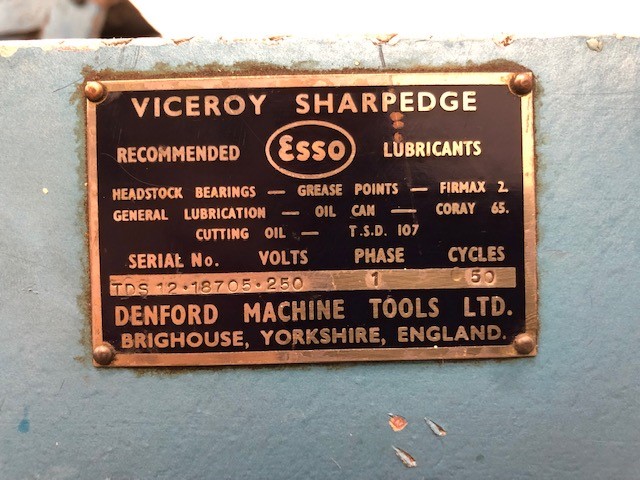 VICEROY SHARPEDGE
RECOMMENDED Esso LUBRICANTS
HEADSTOCK BEARINGS — GREASE POINTS — FIRMAX 2.
GENERAL LUBRICATION — OIL CAN — CORAY 65.
CUTTING OIL — T.S.D. 107
SERIAL No. VOLTS PHASE CYCLES
TDS 12·18705·250 1 50
DENFORD MACHINE TOOLS LTD.
BRIGHOUSE, YORKSHIRE, ENGLAND.